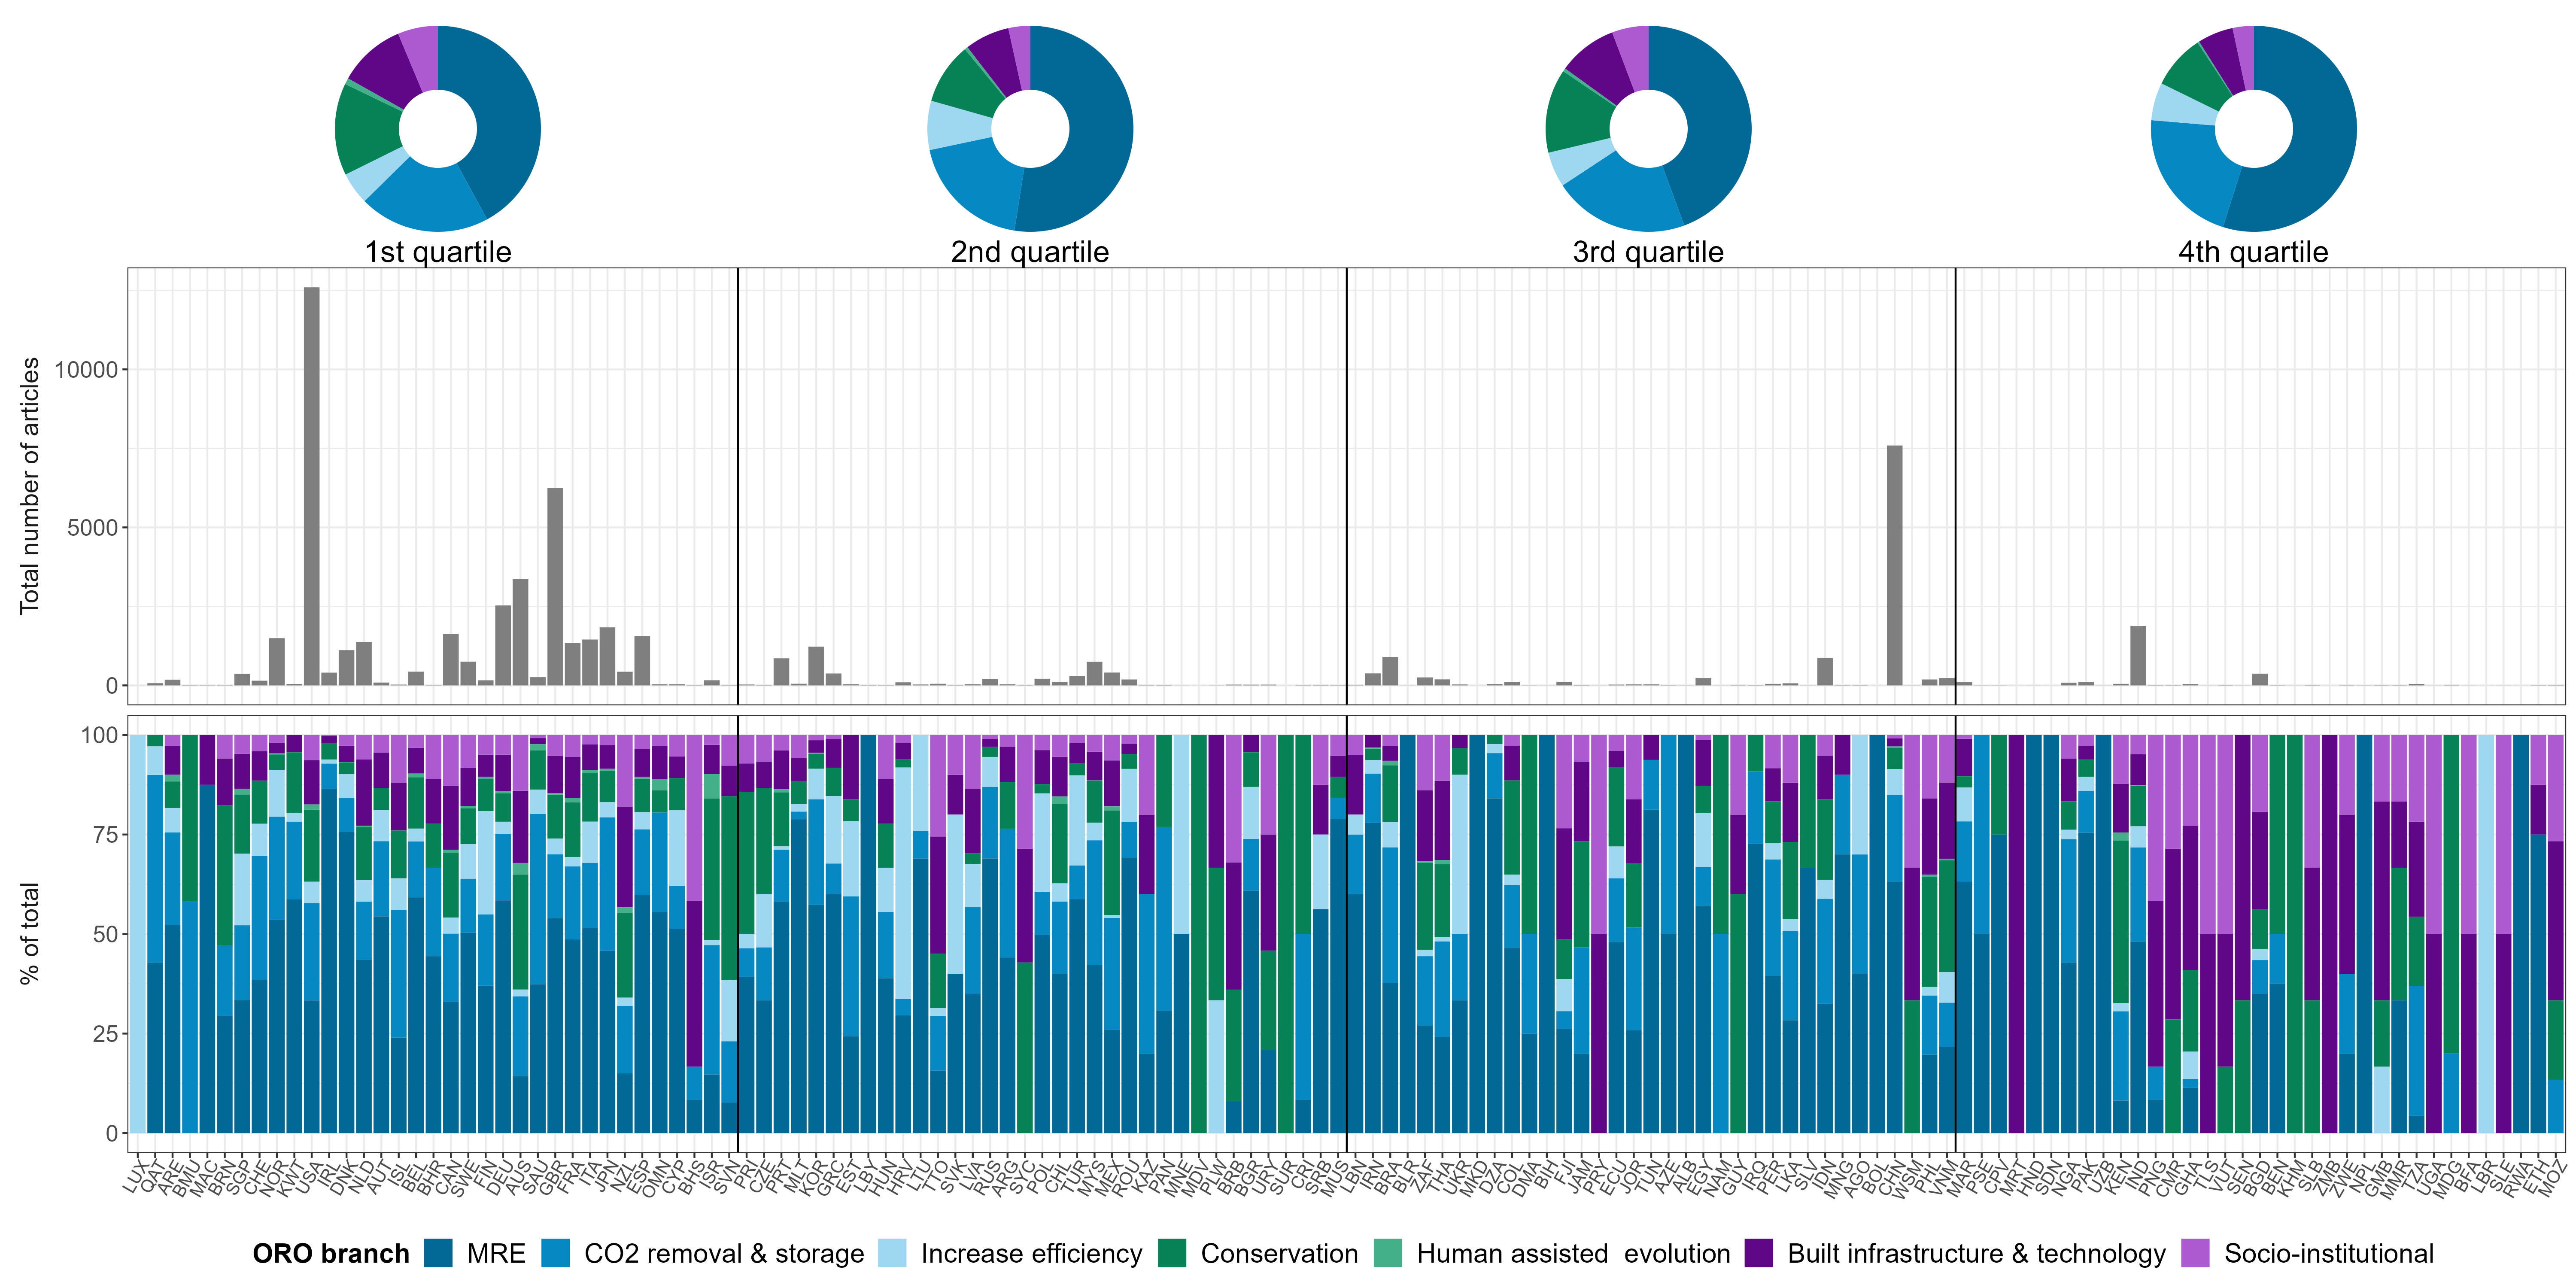 1st quartile
2nd quartile
3rd quartile
4th quartile
Total number of articles
10000
5000
0
% of total
100
75
50
25
0
LUX QAT ARE BMU MAC BRN SGP CHE NOR KWT USA IRL DNK NLD AUT ISL BEL BHR CAN SWE FIN DEU AUS SAU GBR FRA ITA JPN NZL ESP OMN CYP BHS ISR SVN PRI CZE PRT MLT KOR GRC EST LBY HUN HRV LTU TTO SVK LVA RUS ARG SYC POL CHL TUR MYS MEX ROU KAZ PAN MNE MDV PLW BRB BGR URY SUR CRI SRB MUS LBN IRN BRA BLR ZAF THA UKR MKD DZA COL DMA BIH FJI JAM PRY ECU JOR TUN AZE ALB EGY NAM GUY IRQ PER LKA SLV IDN MNG AGO BOL CHN WSM PHL VNM MAR PSE CPV MRT HND SDN NGA PAK UZB KEN IND PNG CMR GHA TLS VUT SEN BGD BEN KHM SLB ZMB ZWE NPL GMB MMR TZA UGA MDG BFA LBR SLE RWA ETH MOZ
ORO branch MRE CO2 removal & storage Increase efficiency Conservation Human assisted  evolution Built infrastructure & technology Socio-institutional